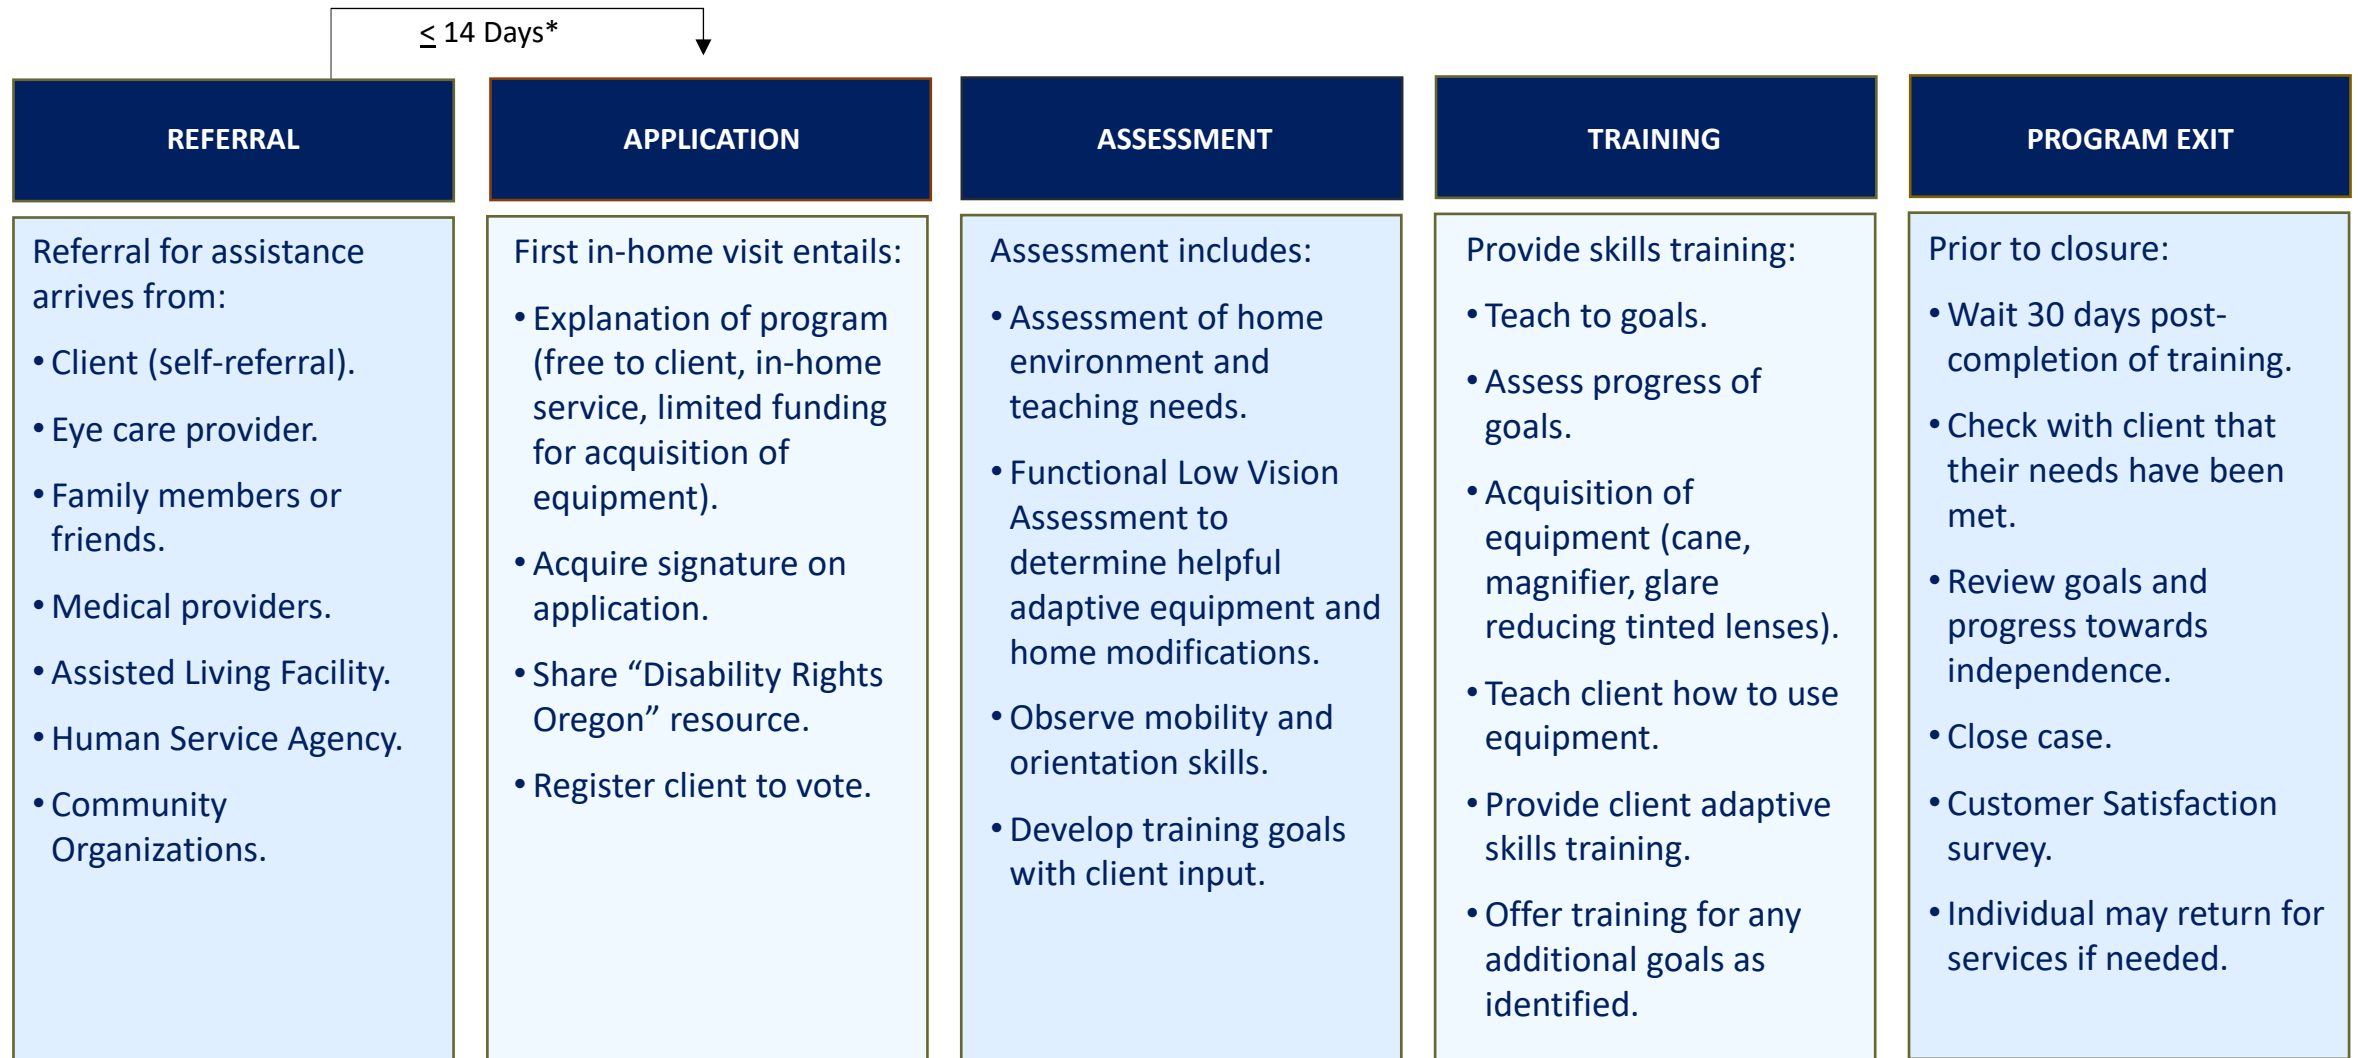 ≤ 14 Days*
REFERRAL
Referral for assistance
arrives from:
• Client (self-referral).
• Eye care provider.
• Family members or
friends.
• Medical providers.
• Assisted Living Facility.
• Human Service Agency.
• Community
Organizations.
APPLICATION
First in-home visit entails:
• Explanation of program
(free to client, in-home
service, limited funding
for acquisition of
equipment).
• Acquire signature on
application.
• Share “Disability Rights
Oregon” resource.
• Register client to vote.
ASSESSMENT
Assessment includes:
• Assessment of home
environment and
teaching needs.
• Functional Low Vision
Assessment to
determine helpful
adaptive equipment and
home modifications.
• Observe mobility and
orientation skills.
• Develop training goals
with client input.
TRAINING
Provide skills training:
• Teach to goals.
• Assess progress of
goals.
• Acquisition of
equipment (cane,
magnifier, glare
reducing tinted lenses).
• Teach client how to use
equipment.
• Provide client adaptive
skills training.
• Offer training for any
additional goals as
identified.
PROGRAM EXIT
Prior to closure:
• Wait 30 days post-
completion of training.
• Check with client that
their needs have been
met.
• Review goals and
progress towards
independence.
• Close case.
• Customer Satisfaction
survey.
• Individual may return for
services if needed.